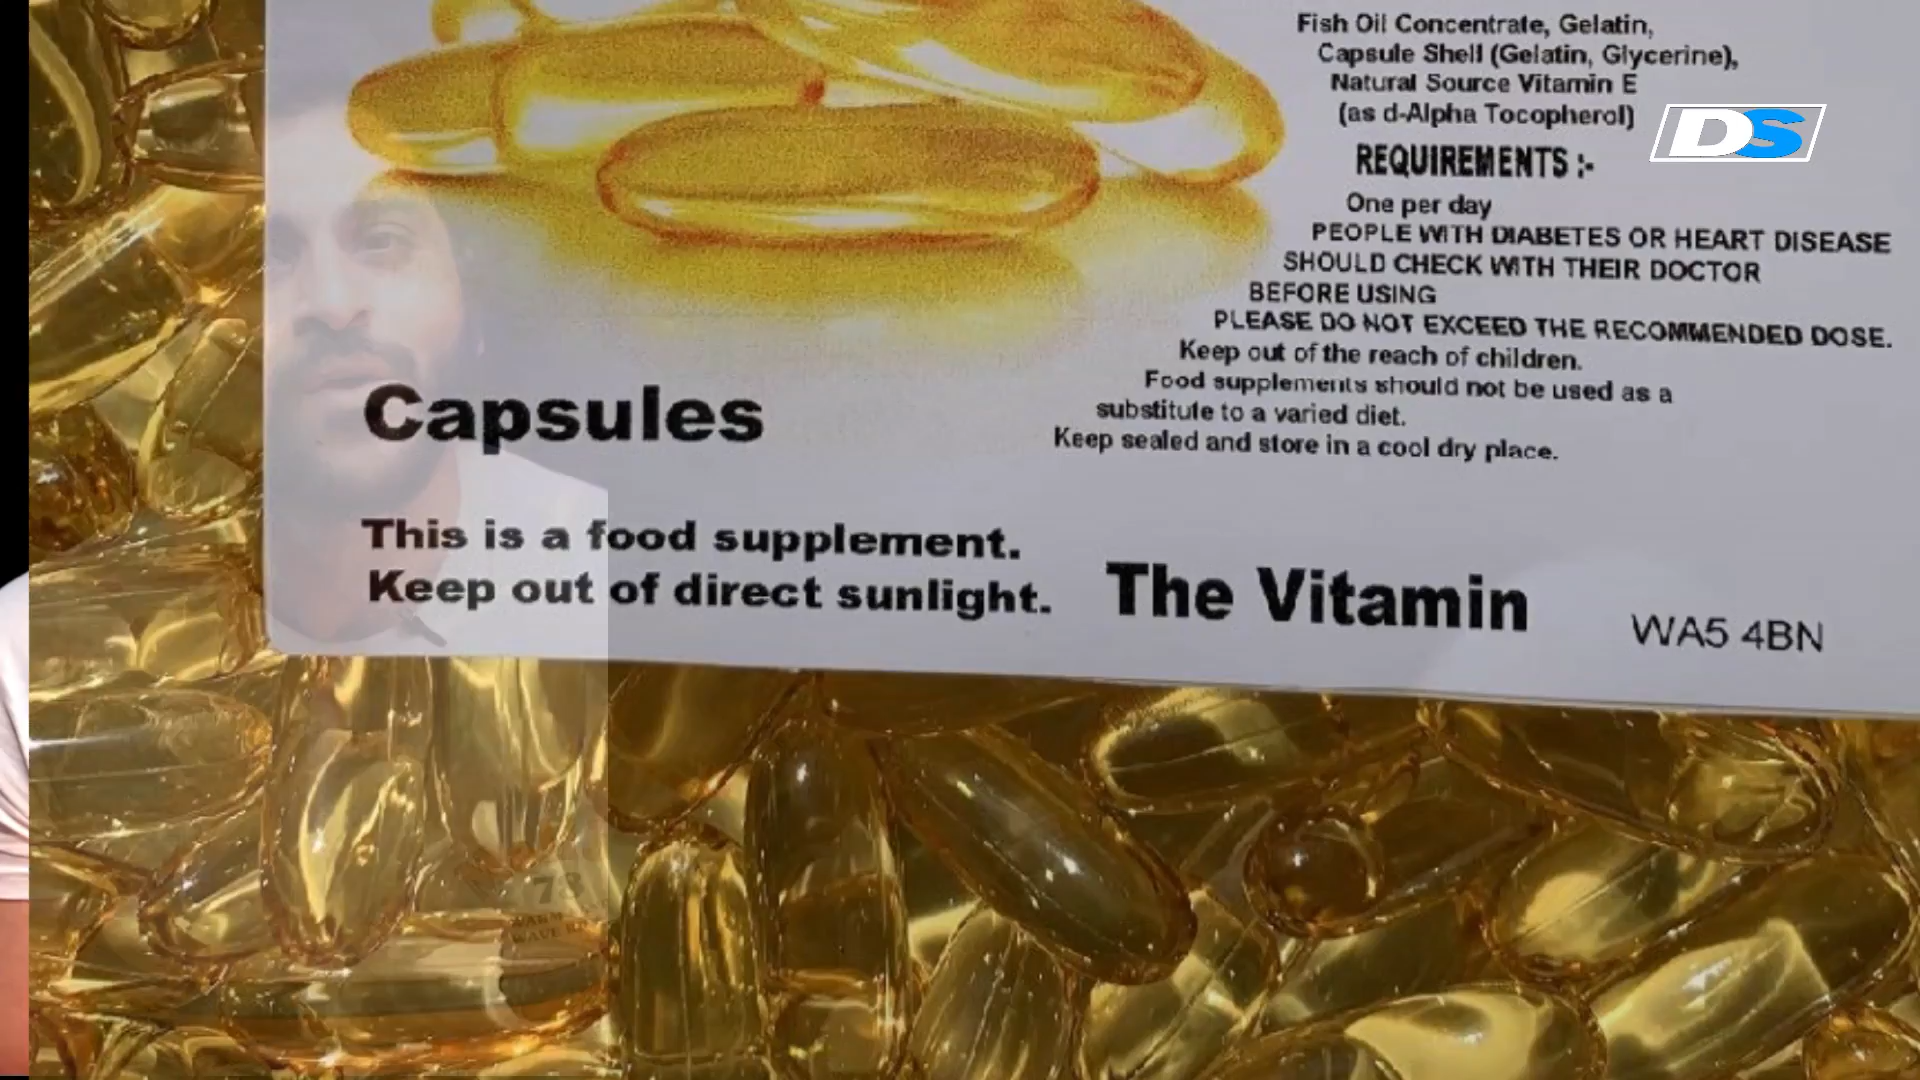 Fish Oil Concentrate, Gelatin,
Capsule Shell (Gelatin, Glycerine),
Natural Source Vitamin E
(as d-Alpha Tocopherol)
DS
REQUIREMENTS :-
One per day
PEOPLE WITH DIABETES OR HEART DISEASE
SHOULD CHECK WITH THEIR DOCTOR
BEFORE USING
PLEASE DO NOT EXCEED THE RECOMMENDED DOSE.
Keep out of the reach of children.
Food supplements should not be used as a
substitute to a varied diet.
Keep sealed and store in a cool dry place.
Capsules
This is a food supplement.
Keep out of direct sunlight.
The Vitamin
WA5 4BN
73